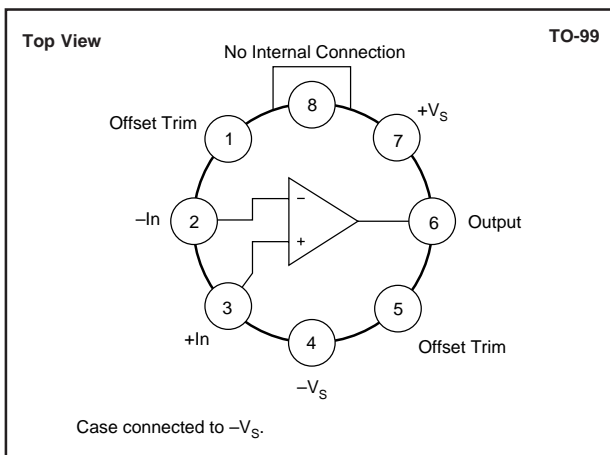 Top View
TO-99
No Internal Connection
8
+VS
Offset Trim
1
7
–In
2
–
6
Output
+
3
5
+In
4
Offset Trim
–VS
Case connected to –VS.